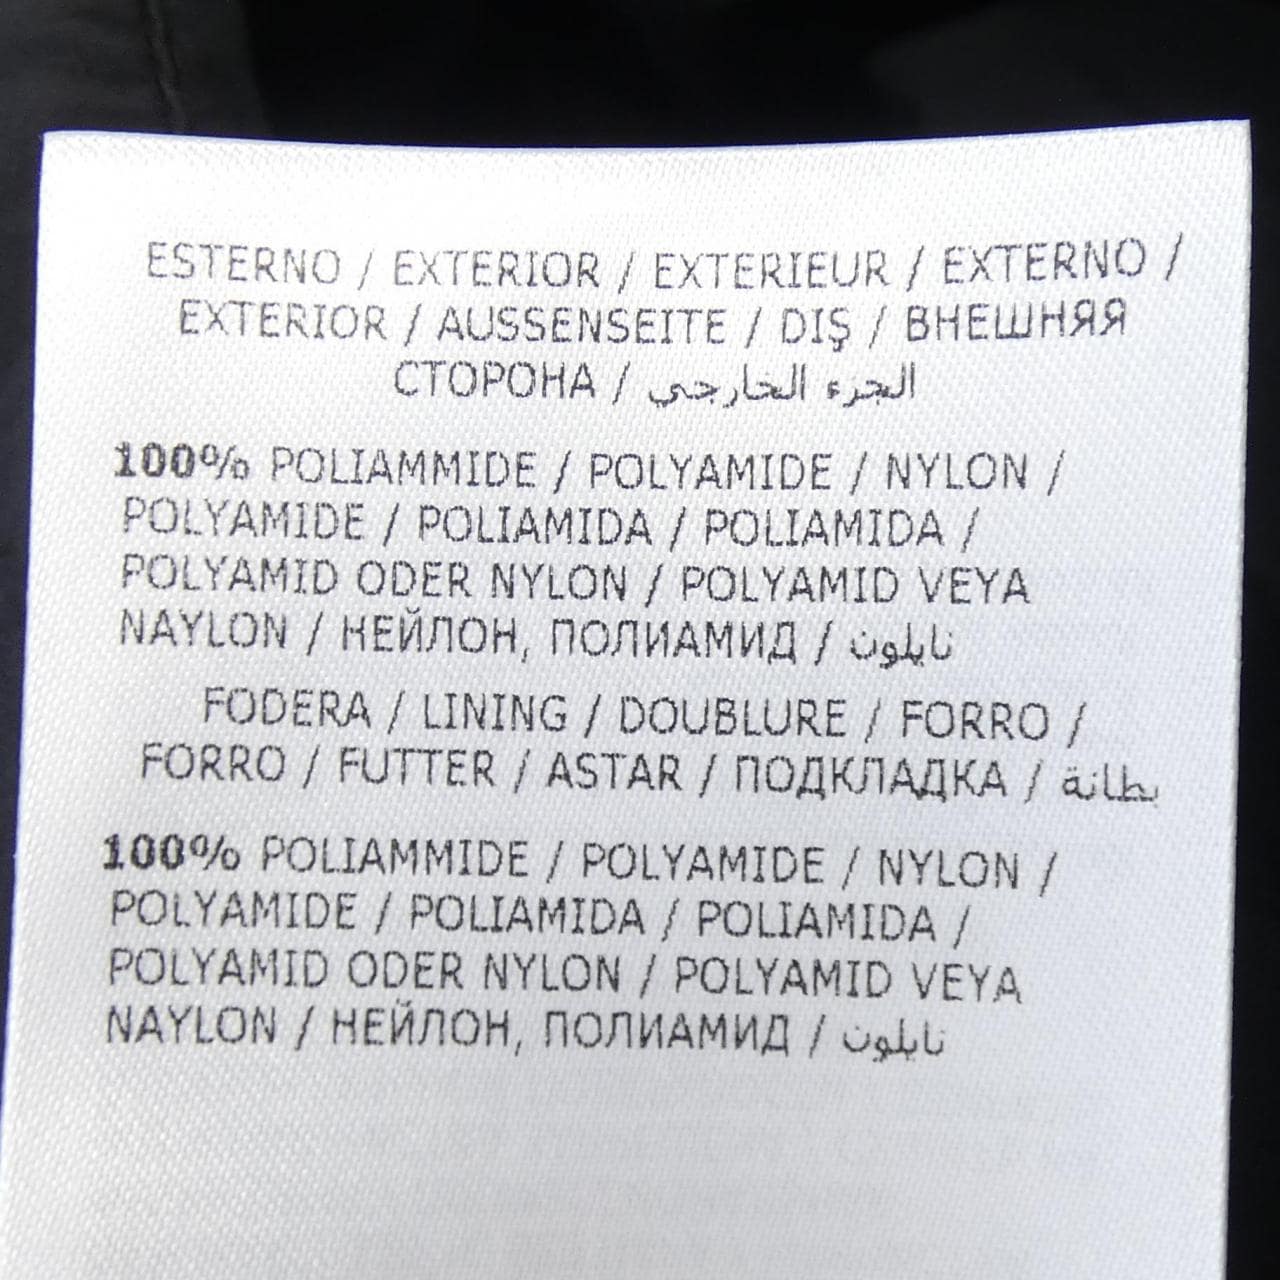 ESTERNO / EXTERIOR / EXTERIEUR / EXTERNO /
EXTERIOR / AUSSENSEITE / DIŞ / ВНЕШНЯЯ
СТОРОНА / الجزء الخارجي
100% POLIAMMIDE / POLYAMIDE / NYLON /
POLYAMIDE / POLIAMIDA / POLIAMIDA /
POLYAMID ODER NYLON / POLYAMID VEYA
NAYLON / НЕЙЛОН, ПОЛИАМИД / نايلون
FODERA / LINING / DOUBLURE / FORRO /
FORRO / FUTTER / ASTAR / ПОДКЛАДКА / بطانة
100% POLIAMMIDE / POLYAMIDE / NYLON /
POLYAMIDE / POLIAMIDA / POLIAMIDA /
POLYAMID ODER NYLON / POLYAMID VEYA
NAYLON / НЕЙЛОН, ПОЛИАМИД / نايلون